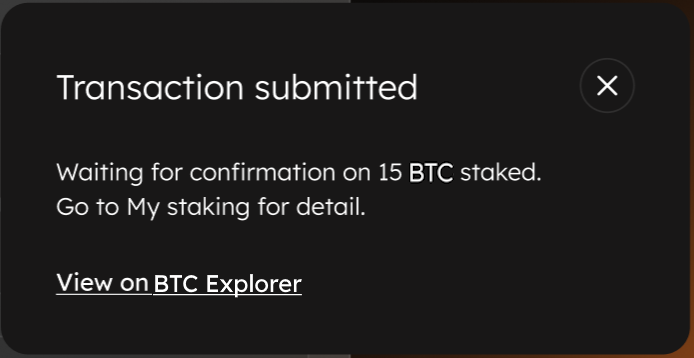 Transaction submitted
Waiting for confirmation on 15 BTC staked.
Go to My staking for detail.
View on BTC Explorer